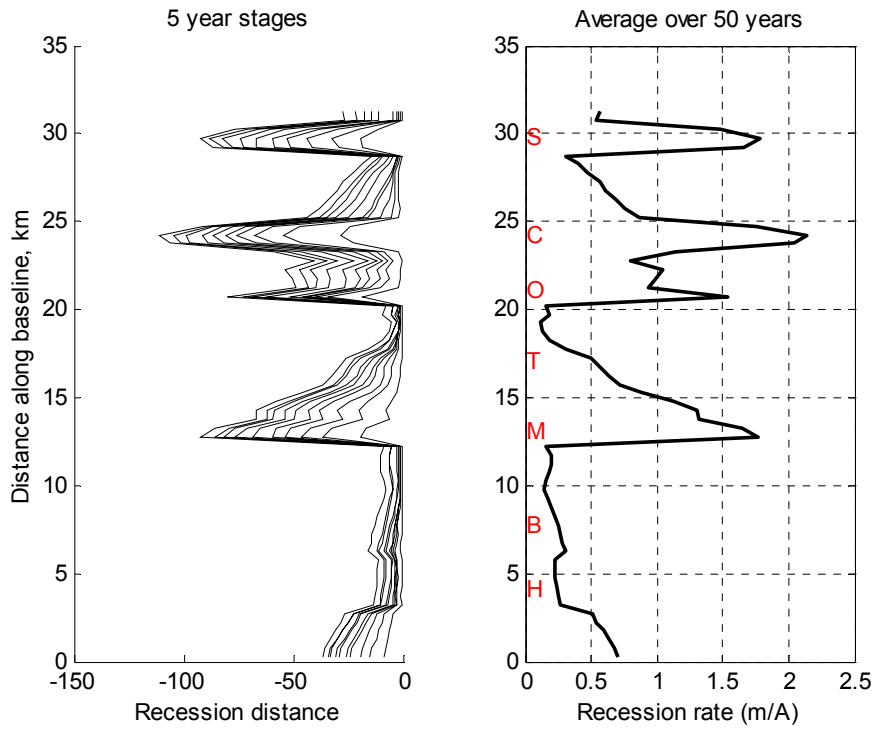 5 year stages
35
30
25
20
15
10
5
0
Distance along baseline, km
-150
-100
-50
0
Recession distance
Average over 50 years
35
30
25
20
15
10
5
0
S
C
O
T
M
B
H
0
0.5
1
1.5
2
2.5
Recession rate (m/A)